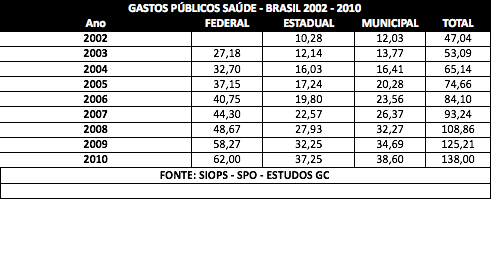 GASTOS PÚBLICOS SAÚDE - BRASIL 2002 - 2010
Ano FEDERAL ESTADUAL MUNICIPAL TOTAL
2002 10,28 12,03 47,04
2003 27,18 12,14 13,77 53,09
2004 32,70 16,03 16,41 65,14
2005 37,15 17,24 20,28 74,66
2006 40,75 19,80 23,56 84,10
2007 44,30 22,57 26,37 93,24
2008 48,67 27,93 32,27 108,86
2009 58,27 32,25 34,69 125,21
2010 62,00 37,25 38,60 138,00
FONTE: SIOPS - SPO - ESTUDOS GC